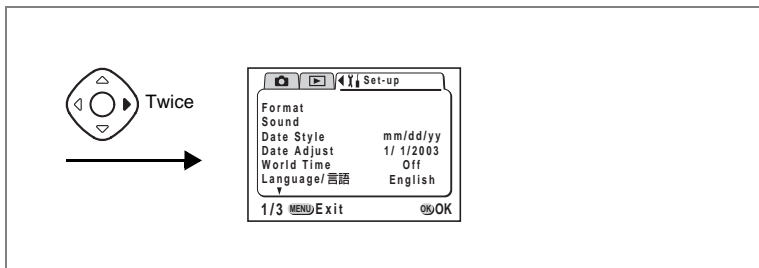 Twice
Set-up
Format
Sound
Date Style mm/dd/yy
Date Adjust 1/ 1/2003
World Time Off
Language/言語 English
1/3 MENU Exit OK OK